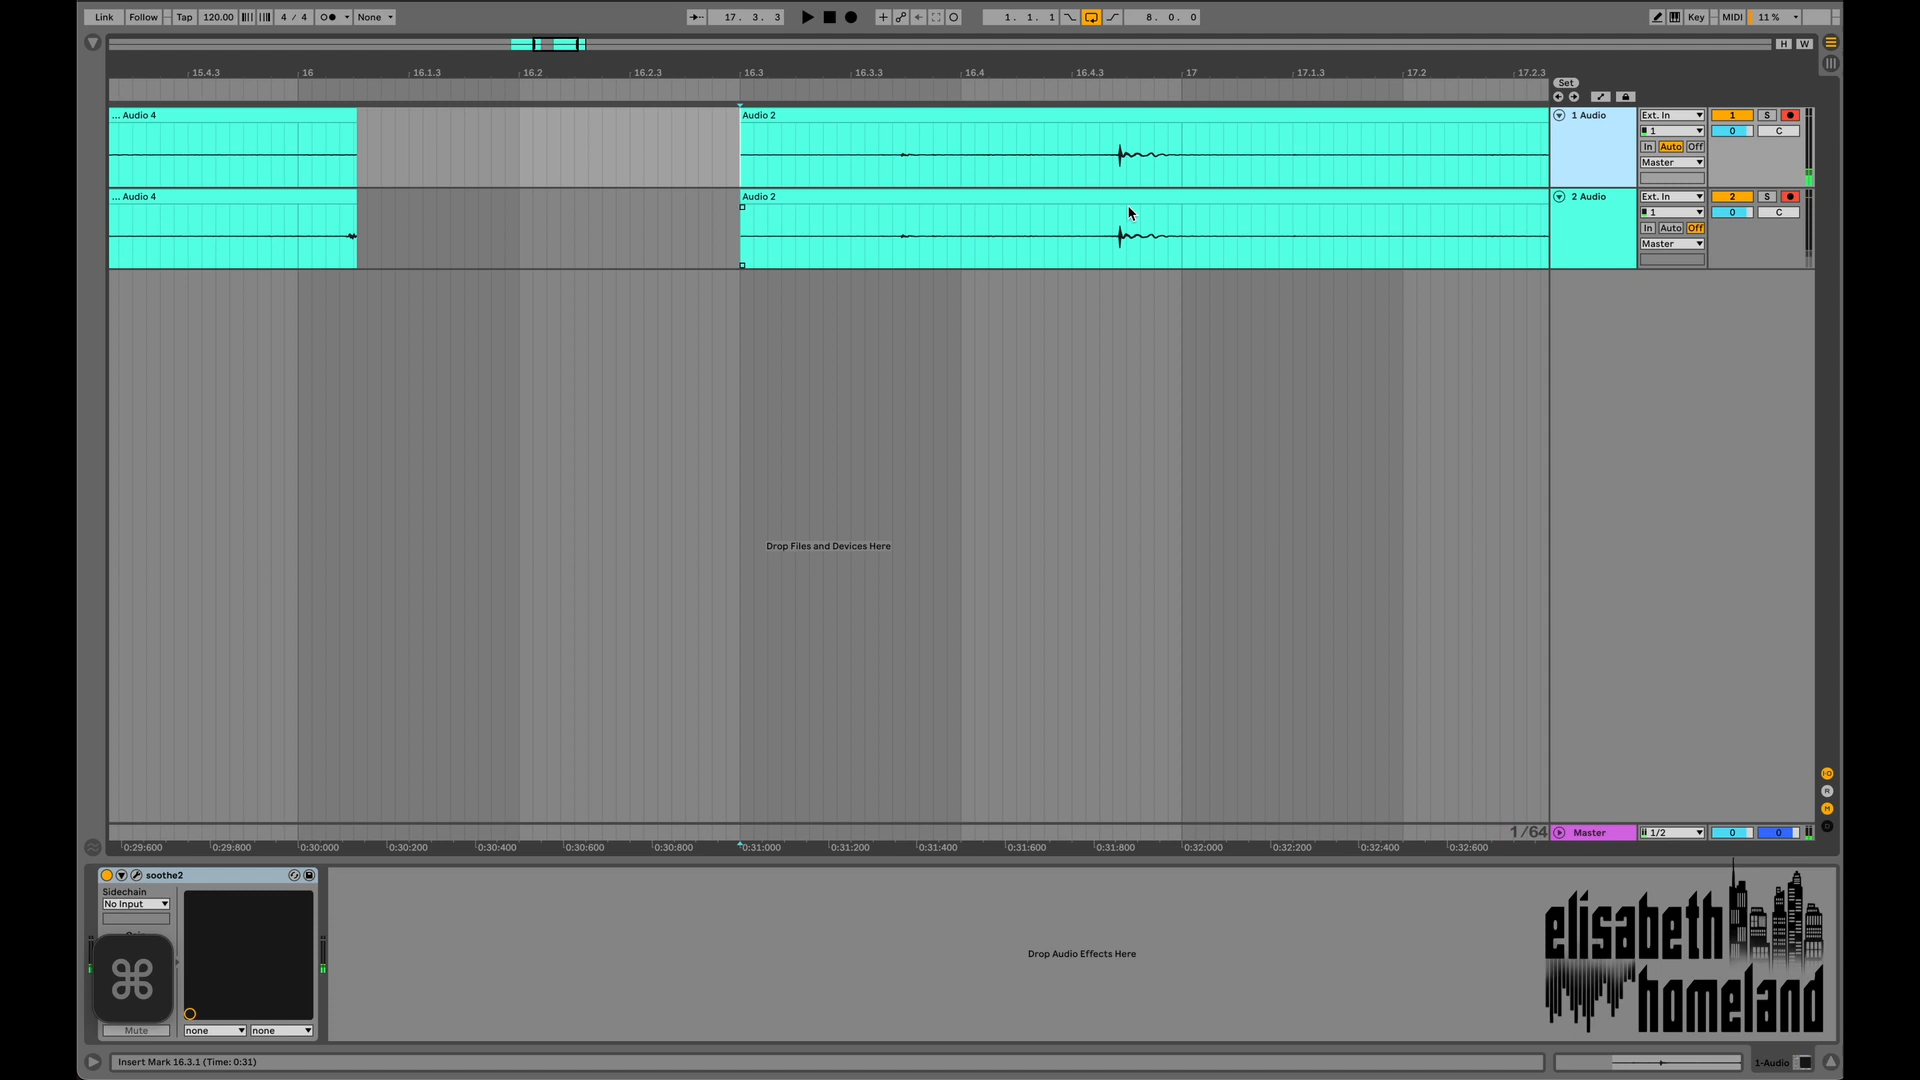 Link Follow Tap 120.00 4 / 4 None 17. 3. 3 1. 1. 1 8. 0. 0 Key MIDI 11 %
H W
15.4.3 16 16.1.3 16.2 16.2.3 16.3 16.3.3 16.4 16.4.3 17 17.1.3 17.2 17.2.3
Set
... Audio 4 Audio 2 1 Audio Ext. In 1 S
1 0 C
In Auto Off
Master
... Audio 4 Audio 2 2 Audio Ext. In 2 S
1 0 C
In Auto Off
Master
Drop Files and Devices Here
I-O
R
M
1/64 Master 1/2 0 0
0:29:600 0:29:800 0:30:000 0:30:200 0:30:400 0:30:600 0:30:800 0:31:000 0:31:200 0:31:400 0:31:600 0:31:800 0:32:000 0:32:200 0:32:400 0:32:600
soothe2
Sidechain
No Input
⌘
Mute none none
Drop Audio Effects Here
elisabeth
homeland
Insert Mark 16.3.1 (Time: 0:31) 1-Audio